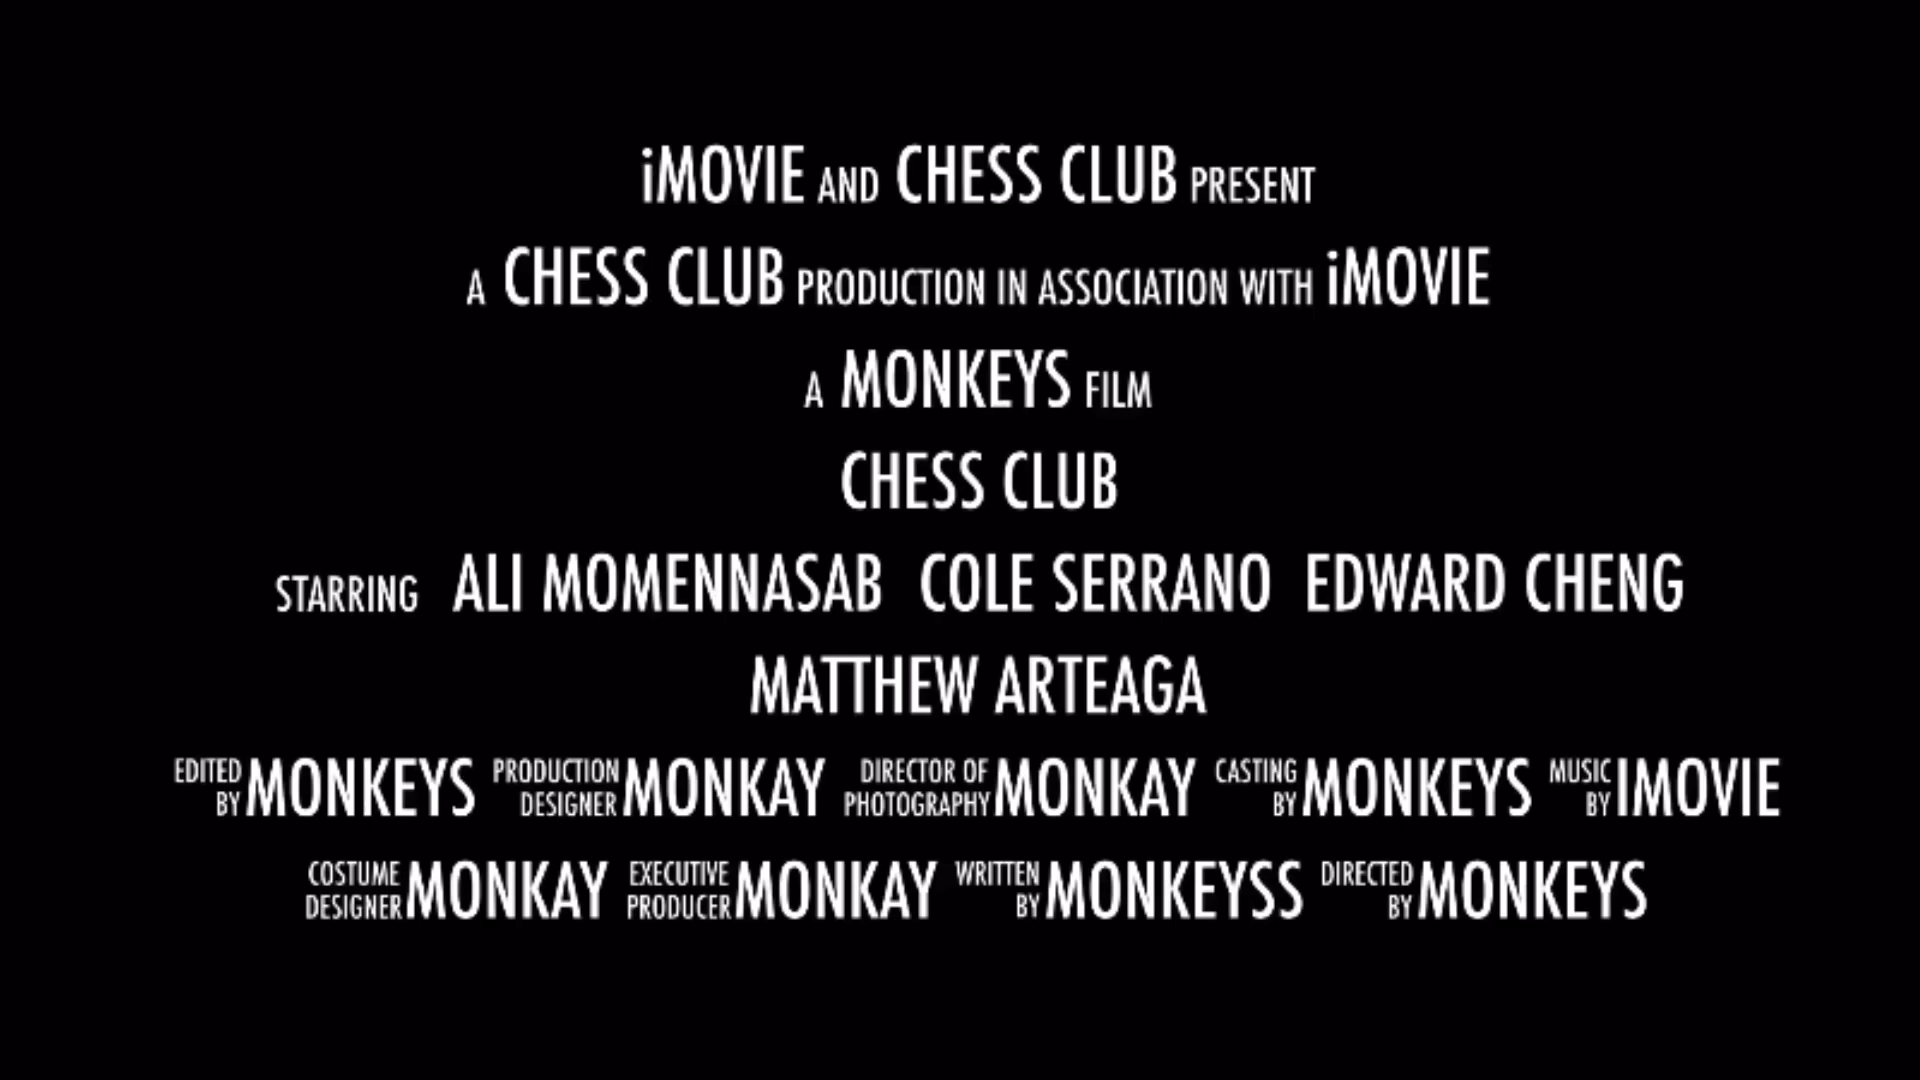 iMOVIE AND CHESS CLUB PRESENT
A CHESS CLUB PRODUCTION IN ASSOCIATION WITH iMOVIE
A MONKEYS FILM
CHESS CLUB
STARRING ALI MOMENNASAB COLE SERRANO EDWARD CHENG
MATTHEW ARTEAGA
EDITED BY MONKEYS PRODUCTION DESIGNER MONKAY DIRECTOR OF PHOTOGRAPHY MONKAY CASTING BY MONKEYS MUSIC BY IMOVIE
COSTUME DESIGNER MONKAY EXECUTIVE PRODUCER MONKAY WRITTEN BY MONKEYSS DIRECTED BY MONKEYS